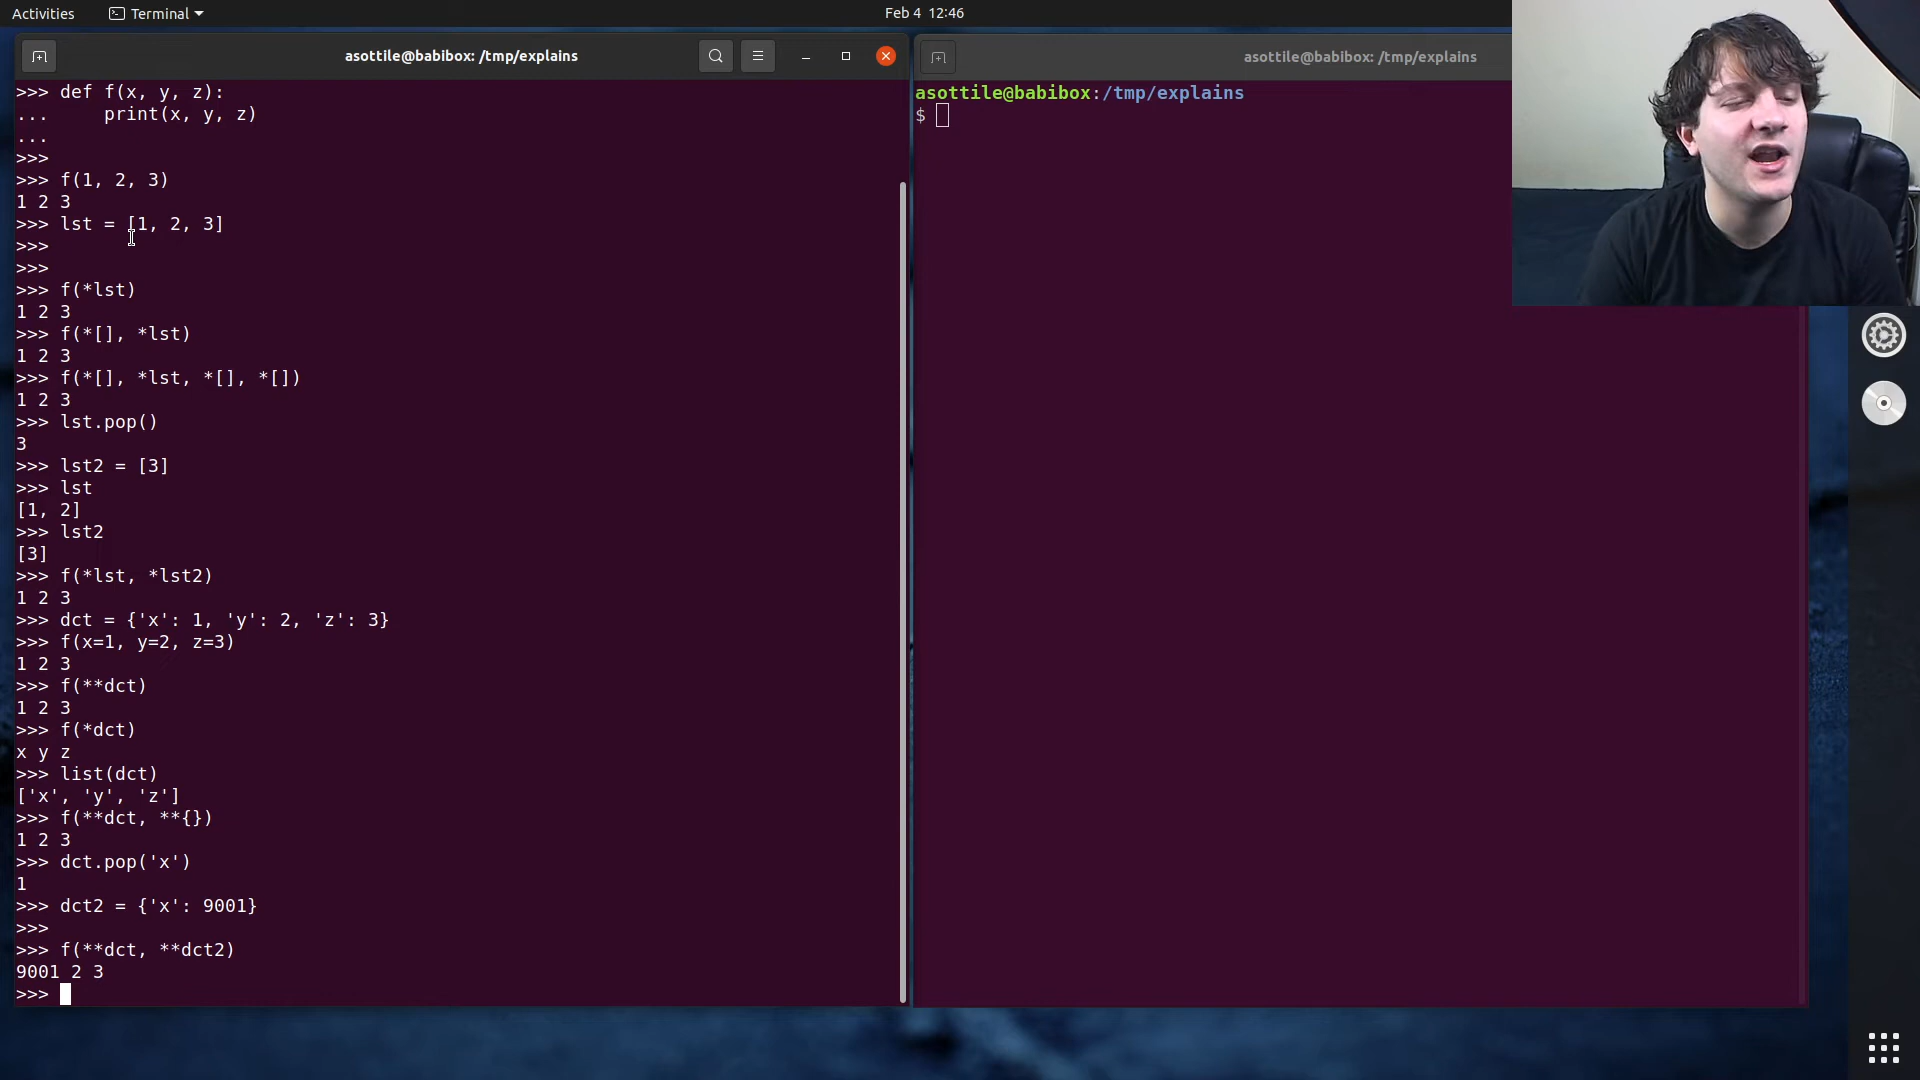 Activities
Terminal
Feb 4 12:46
asottile@babibox: /tmp/explains
>>> def f(x, y, z):
...     print(x, y, z)
...
>>>
>>> f(1, 2, 3)
1 2 3
>>> lst = [1, 2, 3]
>>>
>>>
>>> f(*lst)
1 2 3
>>> f(*[], *lst)
1 2 3
>>> f(*[], *lst, *[], *[])
1 2 3
>>> lst.pop()
3
>>> lst2 = [3]
>>> lst
[1, 2]
>>> lst2
[3]
>>> f(*lst, *lst2)
1 2 3
>>> dct = {'x': 1, 'y': 2, 'z': 3}
>>> f(x=1, y=2, z=3)
1 2 3
>>> f(**dct)
1 2 3
>>> f(*dct)
x y z
>>> list(dct)
['x', 'y', 'z']
>>> f(**dct, **{})
1 2 3
>>> dct.pop('x')
1
>>> dct2 = {'x': 9001}
>>>
>>> f(**dct, **dct2)
9001 2 3
>>>
asottile@babibox: /tmp/explains
asottile@babibox:/tmp/explains
$